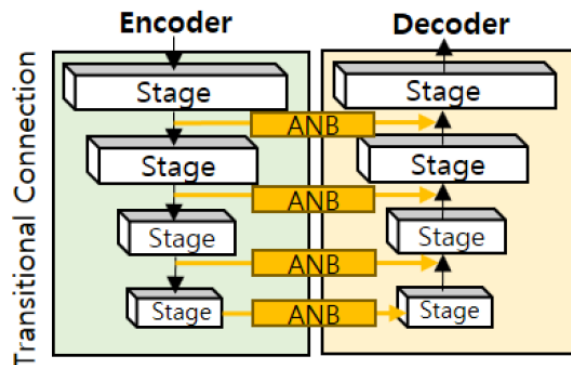 Encoder
Decoder
Transitional Connection
Stage
Stage
ANB
Stage
Stage
ANB
Stage
Stage
ANB
Stage
ANB
Stage